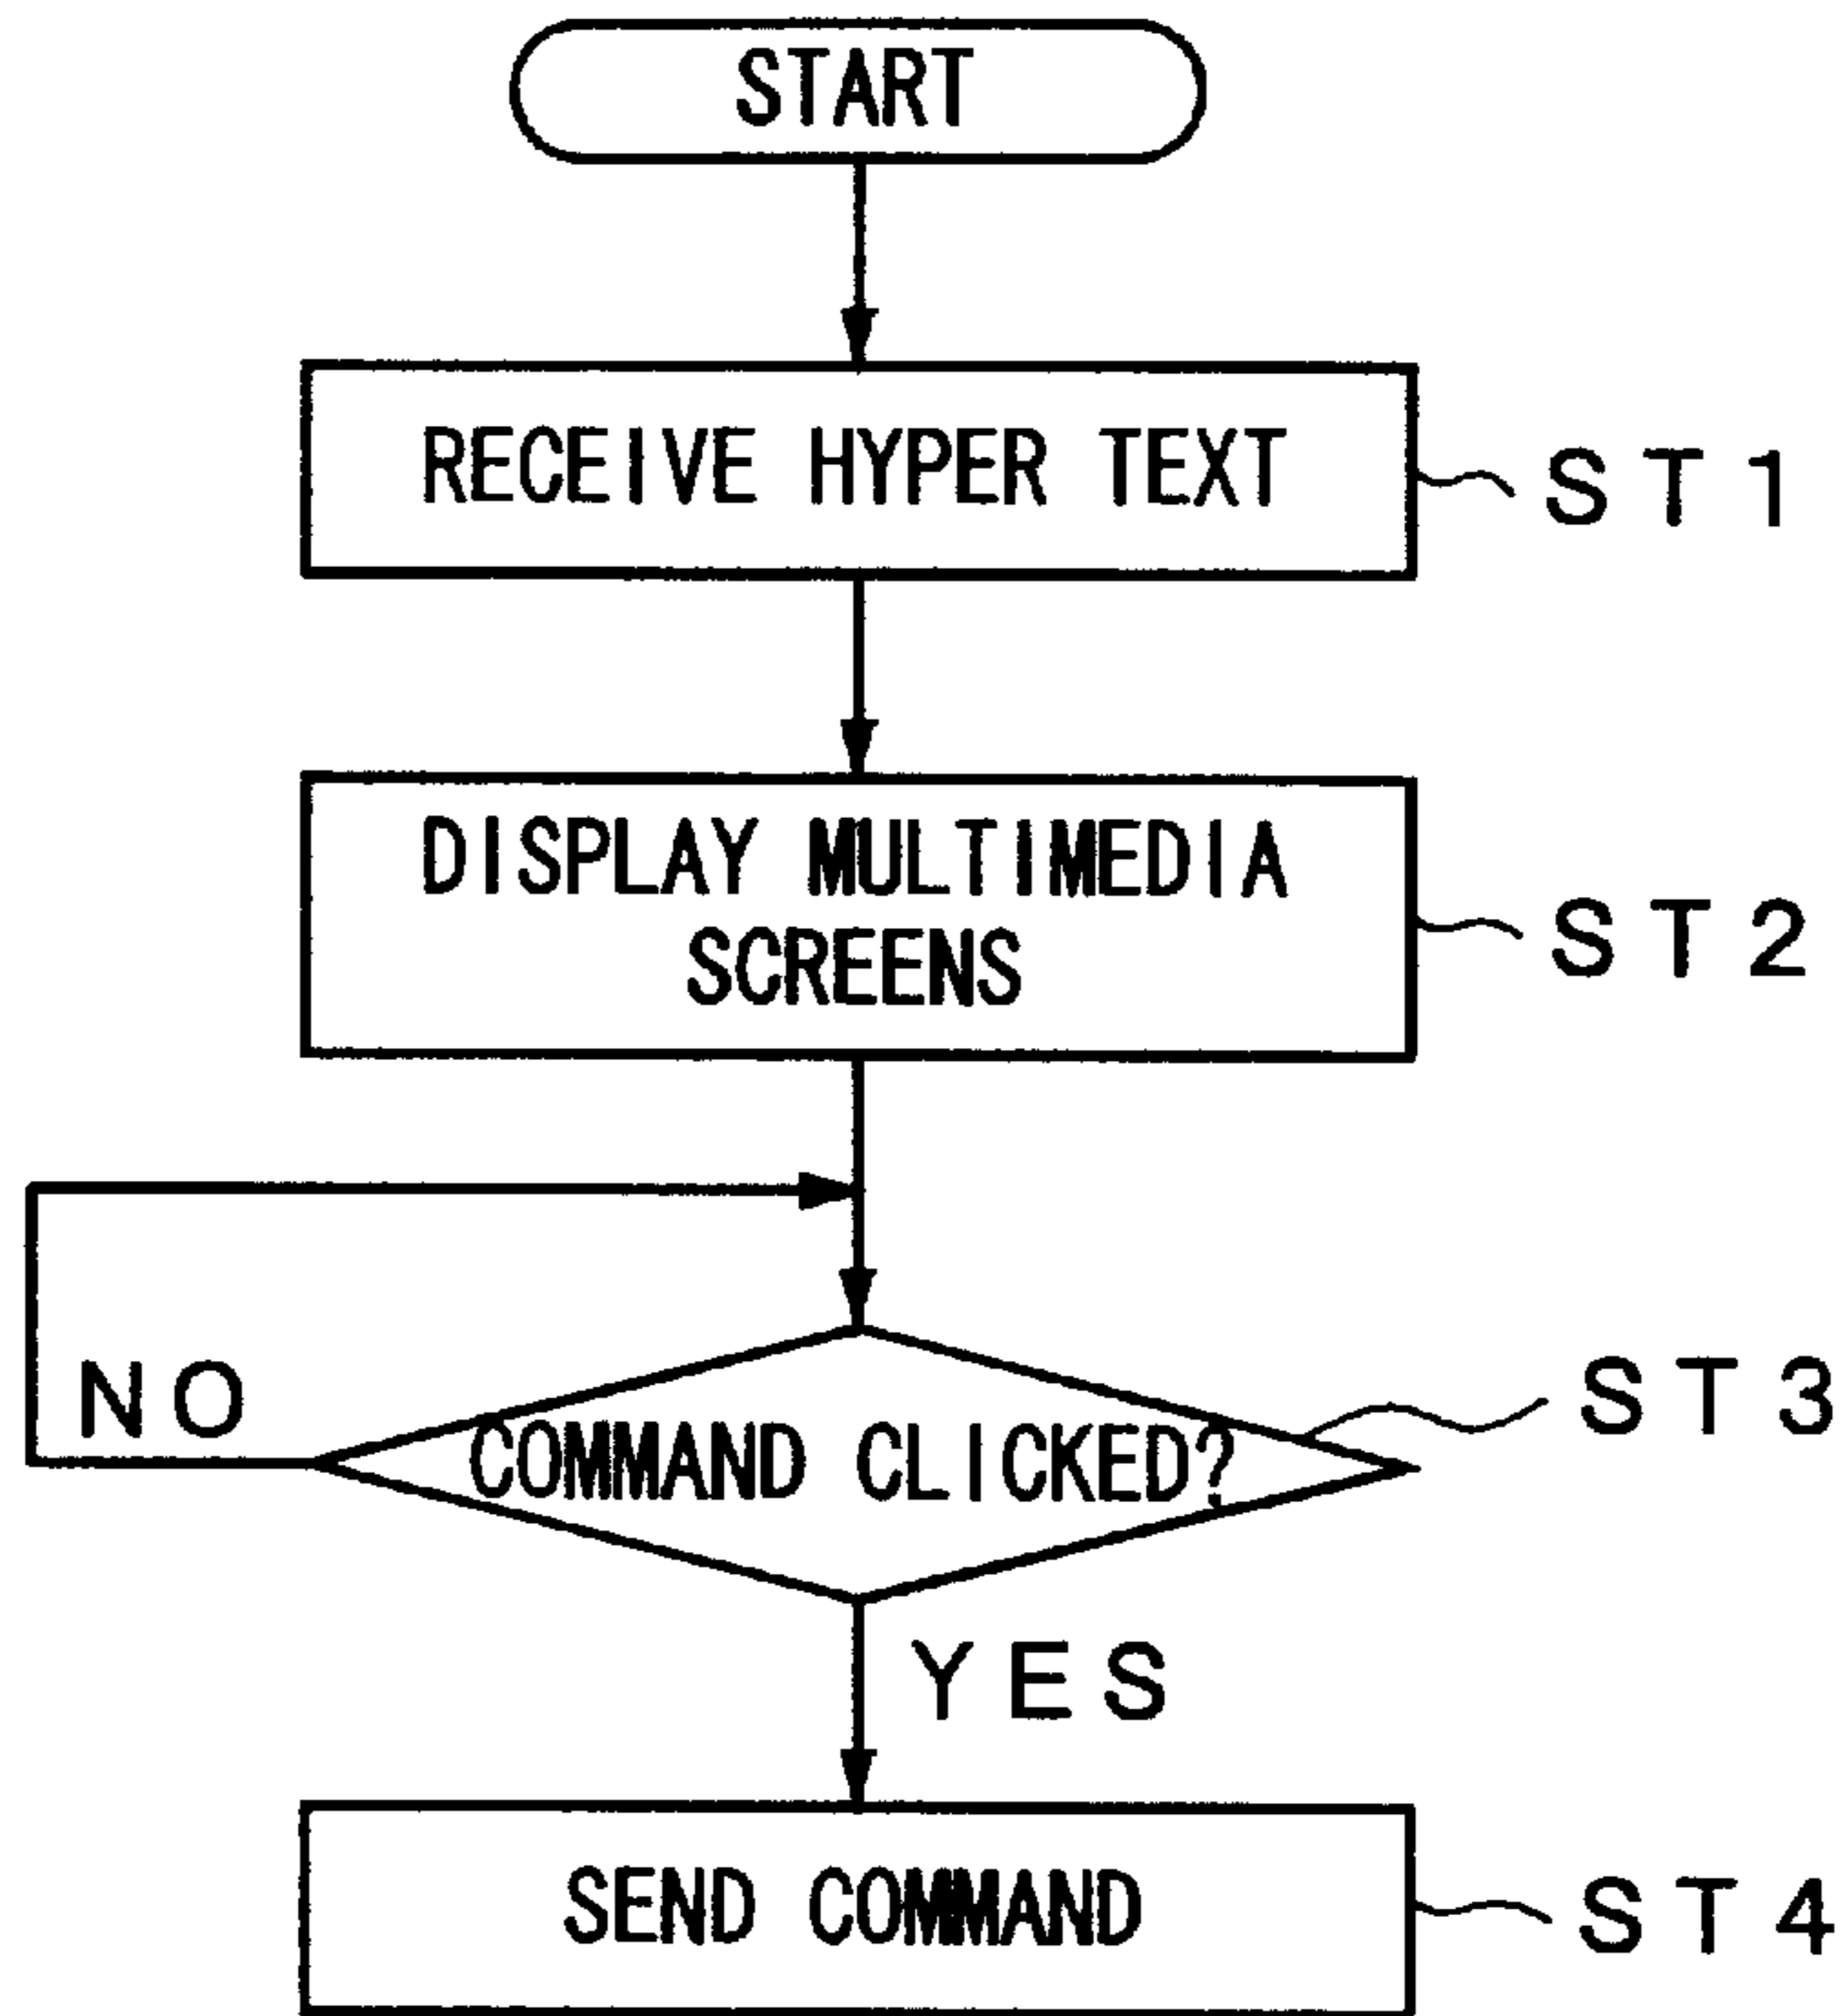 START
RECEIVE HYPER TEXT
ST1
DISPLAY MULTIMEDIA
SCREENS
ST2
NO
COMMAND CLICKED?
ST3
YES
SEND COMMAND
ST4